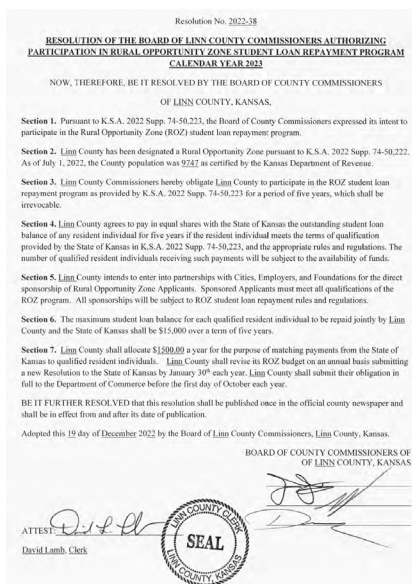 Resolution No. 2022-38
RESOLUTION OF THE BOARD OF LINN COUNTY COMMISSIONERS AUTHORIZING
PARTICIPATION IN RURAL OPPORTUNITY ZONE STUDENT LOAN REPAYMENT PROGRAM
CALENDAR YEAR 2023
NOW, THEREFORE, BE IT RESOLVED BY THE BOARD OF COUNTY COMMISSIONERS
OF LINN COUNTY, KANSAS,
Section 1. Pursuant to K.S.A. 2022 Supp. 74-50,223, the Board of County Commissioners expressed its intent to
participate in the Rural Opportunity Zone (ROZ) student loan repayment program.
Section 2. Linn County has been designated a Rural Opportunity Zone pursuant to K.S.A. 2022 Supp. 74-50,222.
As of July 1, 2022, the County population was 9747 as certified by the Kansas Department of Revenue.
Section 3. Linn County Commissioners hereby obligate Linn County to participate in the ROZ student loan
repayment program as provided by K.S.A. 2022 Supp. 74-50,223 for a period of five years, which shall be
irrevocable.
Section 4. Linn County agrees to pay in equal shares with the State of Kansas the outstanding student loan
balance of any resident individual for five years if the resident individual meets the terms of qualification
provided by the State of Kansas in K.S.A. 2022 Supp. 74-50,223, and the appropriate rules and regulations. The
number of qualified resident individuals receiving such payments will be subject to the availability of funds.
Section 5. Linn County intends to enter into partnerships with Cities, Employers, and Foundations for the direct
sponsorship of Rural Opportunity Zone Applicants. Sponsored Applicants must meet all qualifications of the
ROZ program. All sponsorships will be subject to ROZ student loan repayment rules and regulations.
Section 6. The maximum student loan balance for each qualified resident individual to be repaid jointly by Linn
County and the State of Kansas shall be $15,000 over a term of five years.
Section 7. Linn County shall allocate $1500.00 a year for the purpose of matching payments from the State of
Kansas to qualified resident individuals. Linn County shall revise its ROZ budget on an annual basis submitting
a new Resolution to the State of Kansas by January 30th each year. Linn County shall submit their obligation in
full to the Department of Commerce before the first day of October each year.
BE IT FURTHER RESOLVED that this resolution shall be published once in the official county newspaper and
shall be in effect from and after its date of publication.
Adopted this 19 day of December 2022 by the Board of Linn County Commissioners, Linn County, Kansas.
BOARD OF COUNTY COMMISSIONERS OF
OF LINN COUNTY, KANSAS
ATTEST:
David Lamb, Clerk
LINN COUNTY CLERK
SEAL
LINN COUNTY, KANSAS